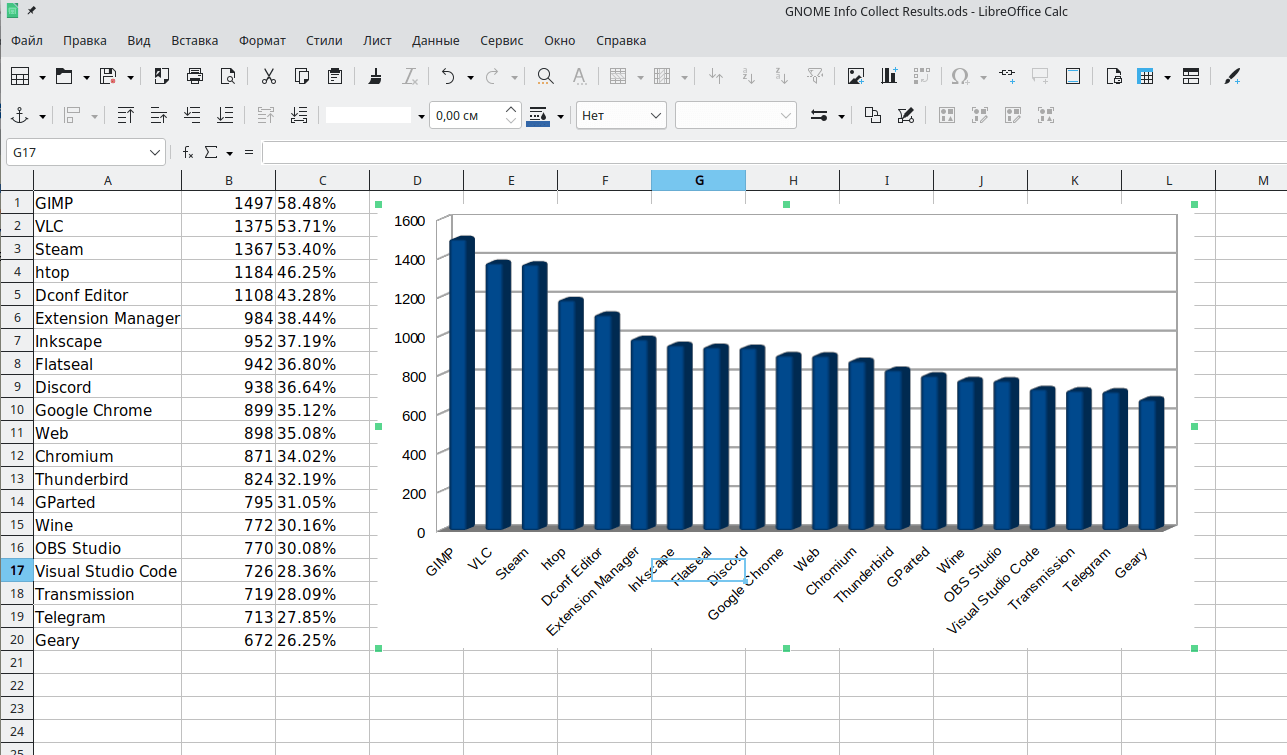 GNOME Info Collect Results.ods - LibreOffice Calc
Файл Правка Вид Вставка Формат Стили Лист Данные Сервис Окно Справка
0,00 см Нет
G17 fx Σ =
A B C D E F G H I J K L M
1 GIMP 1497 58.48%
2 VLC 1375 53.71%
3 Steam 1367 53.40%
4 htop 1184 46.25%
5 Dconf Editor 1108 43.28%
6 Extension Manager 984 38.44%
7 Inkscape 952 37.19%
8 Flatseal 942 36.80%
9 Discord 938 36.64%
10 Google Chrome 899 35.12%
11 Web 898 35.08%
12 Chromium 871 34.02%
13 Thunderbird 824 32.19%
14 GParted 795 31.05%
15 Wine 772 30.16%
16 OBS Studio 770 30.08%
17 Visual Studio Code 726 28.36%
18 Transmission 719 28.09%
19 Telegram 713 27.85%
20 Geary 672 26.25%
21
22
23
24
25
1600
1400
1200
1000
800
600
400
200
0
GIMP VLC Steam htop Dconf Editor Extension Manager Inkscape Flatseal Discord Google Chrome Web Chromium Thunderbird GParted Wine OBS Studio Visual Studio Code Transmission Telegram Geary